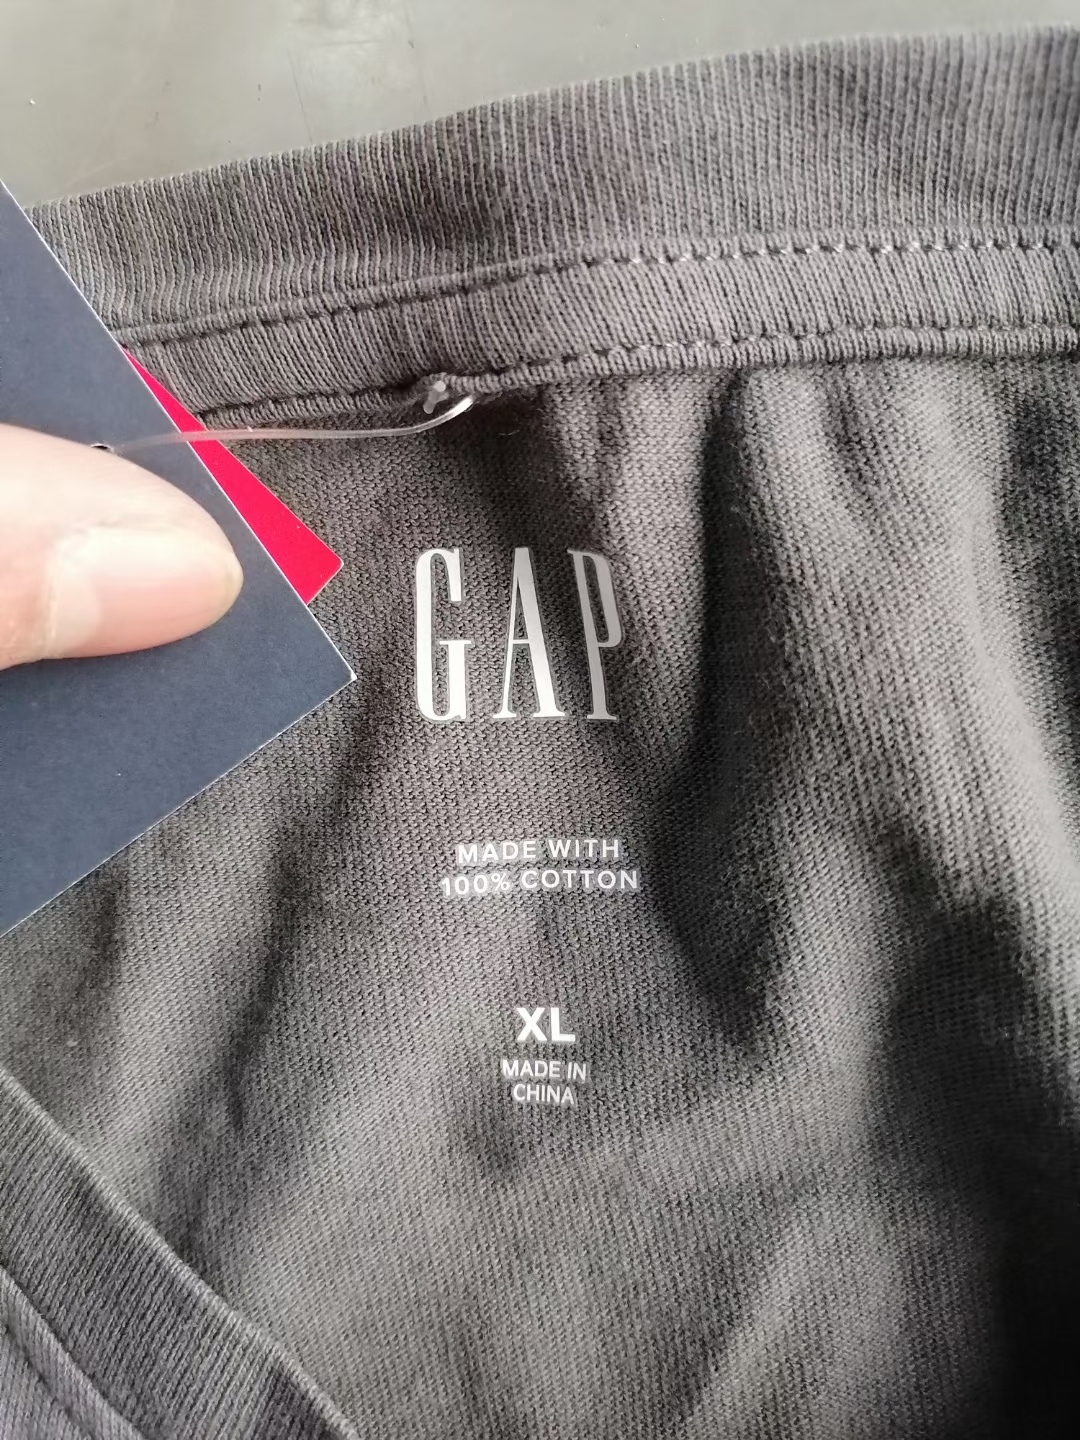 GAP
MADE WITH
100% COTTON
XL
MADE IN
CHINA